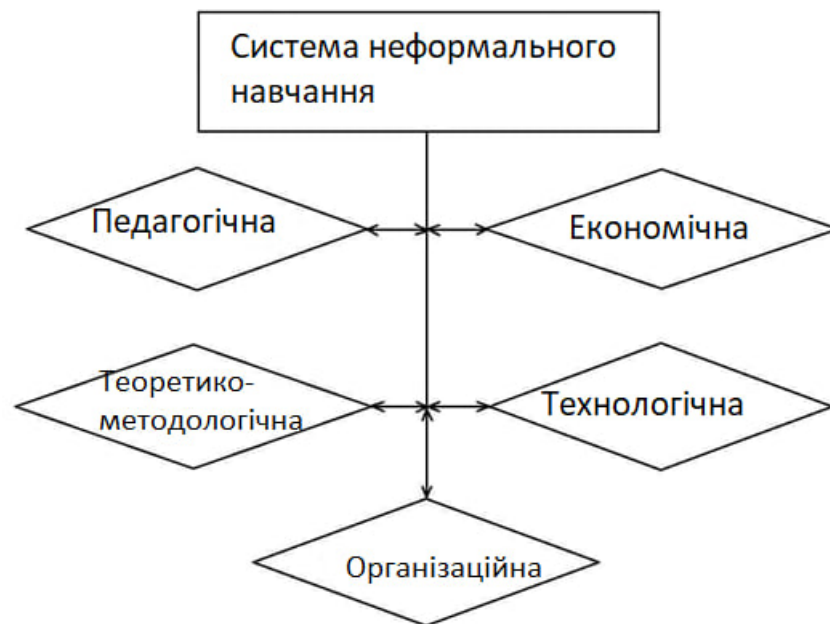 Система неформального
навчання
Педагогічна
Економічна
Теоретико-
методологічна
Технологічна
Організаційна